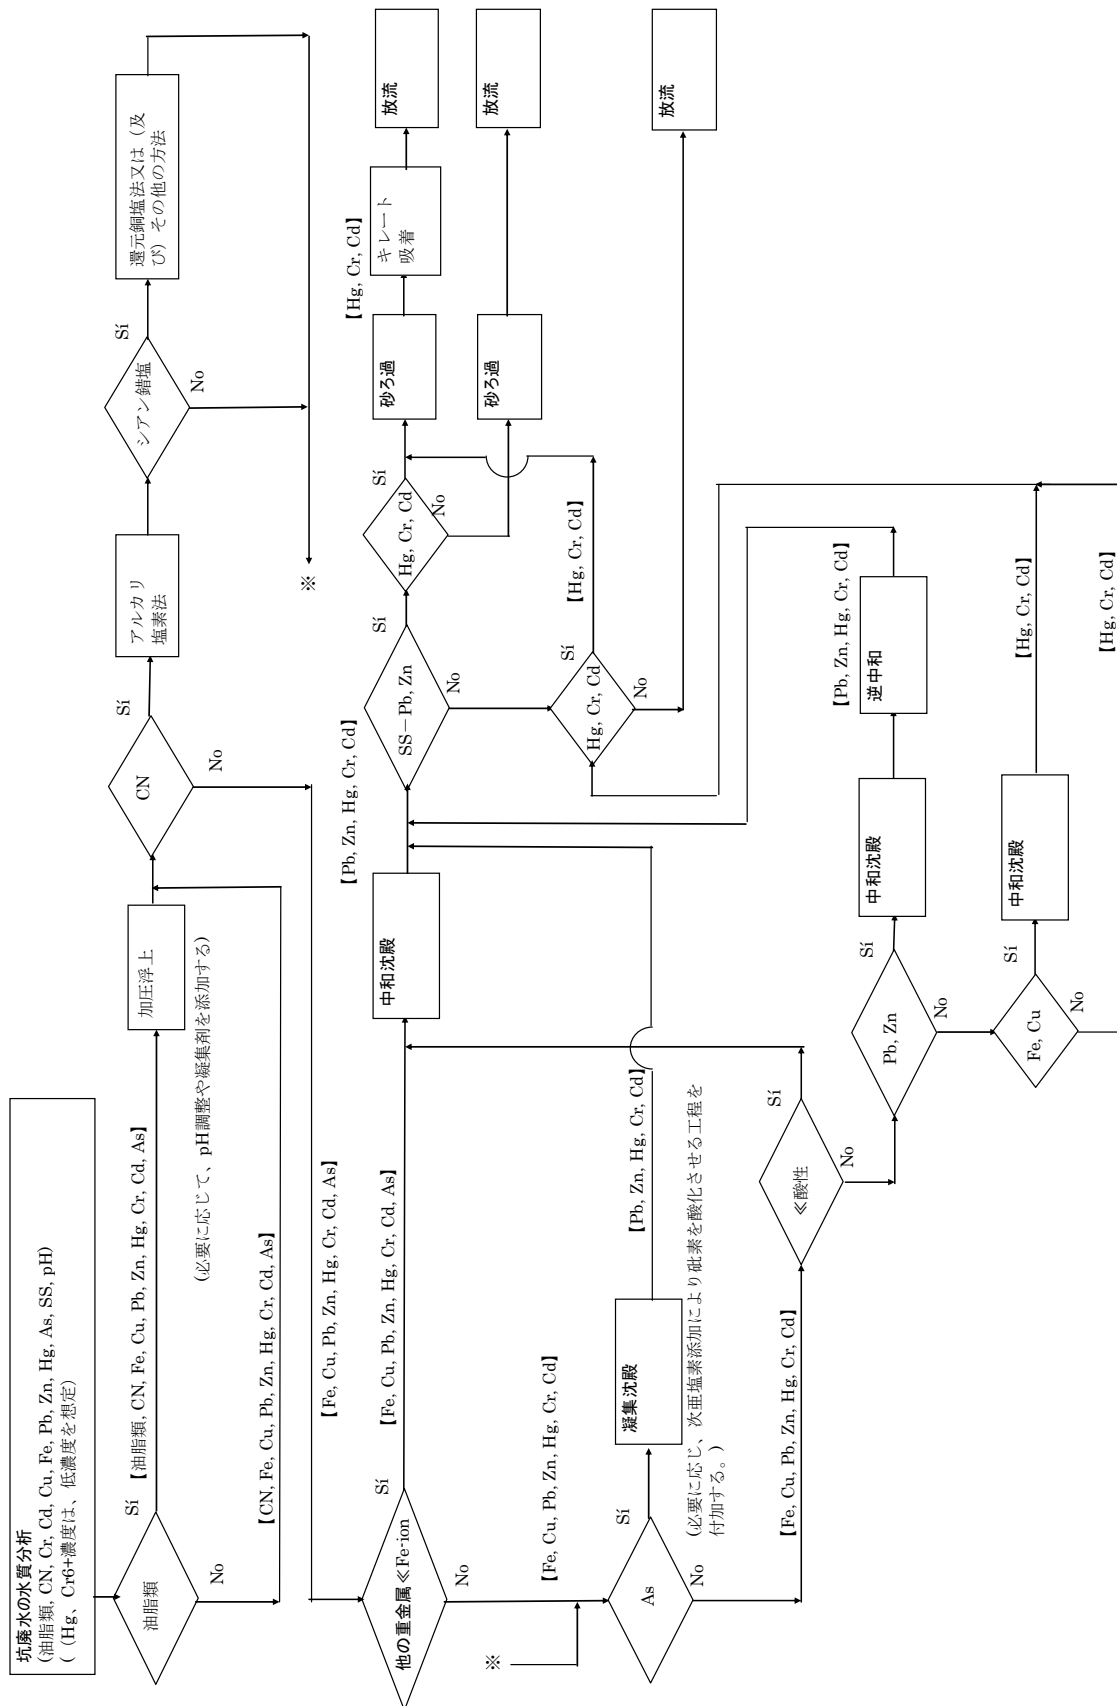 坑廃水の水質分析
(油脂類, CN, Cr, Cd, Cu, Fe, Pb, Zn, Hg, As, SS, pH)
(（Hg、Cr6+濃度は、低濃度を想定)
油脂類
Sí
No
【油脂類, CN, Fe, Cu, Pb, Zn, Hg, Cr, Cd, As】
加圧浮上
(必要に応じて、pH調整や凝集剤を添加する)
【CN, Fe, Cu, Pb, Zn, Hg, Cr, Cd, As】
CN
Sí
No
アルカリ
塩素法
シアン錯塩
Sí
No
還元銅塩法又は（及
び）その他の方法
※
【Fe, Cu, Pb, Zn, Hg, Cr, Cd, As】
他の重金属≪Fe-ion
Sí
No
【Fe, Cu, Pb, Zn, Hg, Cr, Cd, As】
中和沈殿
【Pb, Zn, Hg, Cr, Cd】
SS－Pb, Zn
Sí
No
Hg, Cr, Cd
Sí
No
砂ろ過
【Hg, Cr, Cd】
キレート
吸着
放流
砂ろ過
放流
Hg, Cr, Cd
Sí
No
【Hg, Cr, Cd】
放流
※
【Fe, Cu, Pb, Zn, Hg, Cr, Cd】
As
Sí
No
凝集沈殿
【Pb, Zn, Hg, Cr, Cd】
(必要に応じ、次亜塩素添加により砒素を酸化させる工程を
付加する。)
【Fe, Cu, Pb, Zn, Hg, Cr, Cd】
≪酸性
Sí
No
Pb, Zn
Sí
No
中和沈殿
逆中和
【Pb, Zn, Hg, Cr, Cd】
Fe, Cu
Sí
No
中和沈殿
【Hg, Cr, Cd】
【Hg, Cr, Cd】